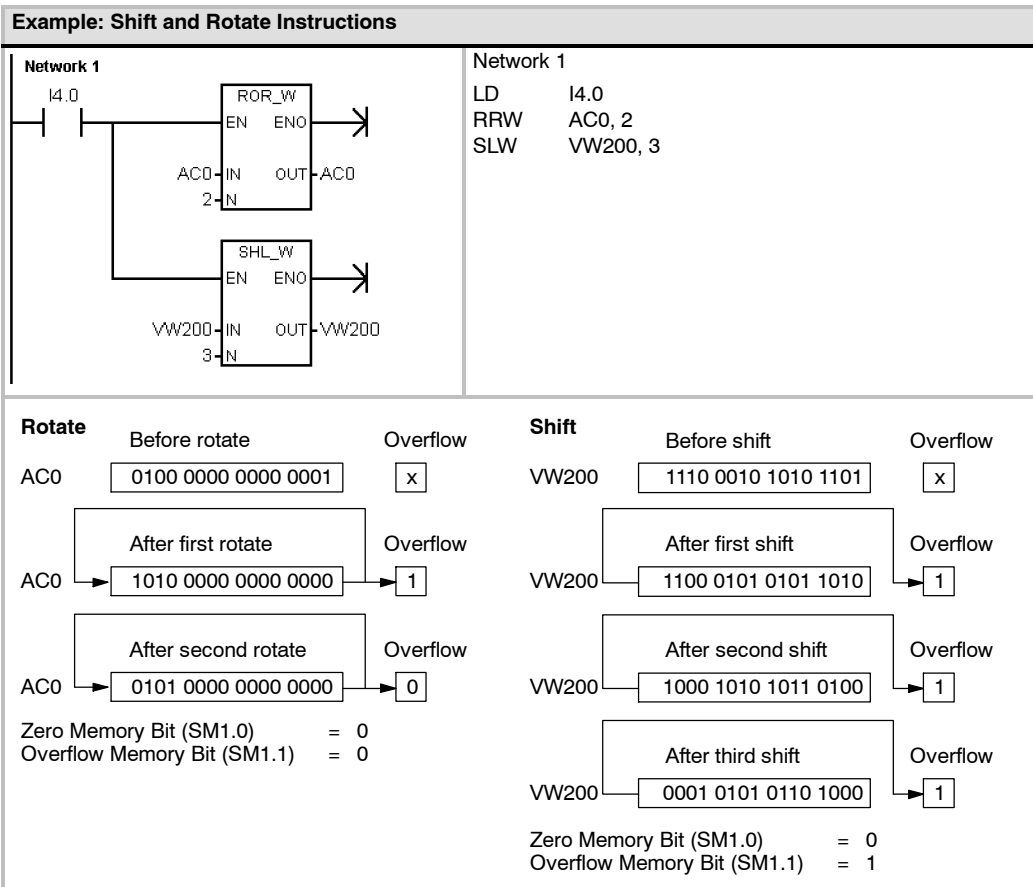 Example: Shift and Rotate Instructions
Network 1
I4.0
ROR_W
EN ENO
AC0 IN OUT AC0
2 N
SHL_W
EN ENO
VW200 IN OUT VW200
3 N
Network 1
LD I4.0
RRW AC0, 2
SLW VW200, 3
Rotate
Before rotate Overflow
AC0 0100 0000 0000 0001 x
After first rotate Overflow
AC0 1010 0000 0000 0000 1
After second rotate Overflow
AC0 0101 0000 0000 0000 0
Zero Memory Bit (SM1.0) = 0
Overflow Memory Bit (SM1.1) = 0
Shift
Before shift Overflow
VW200 1110 0010 1010 1101 x
After first shift Overflow
VW200 1100 0101 0101 1010 1
After second shift Overflow
VW200 1000 1010 1011 0100 1
After third shift Overflow
VW200 0001 0101 0110 1000 1
Zero Memory Bit (SM1.0) = 0
Overflow Memory Bit (SM1.1) = 1